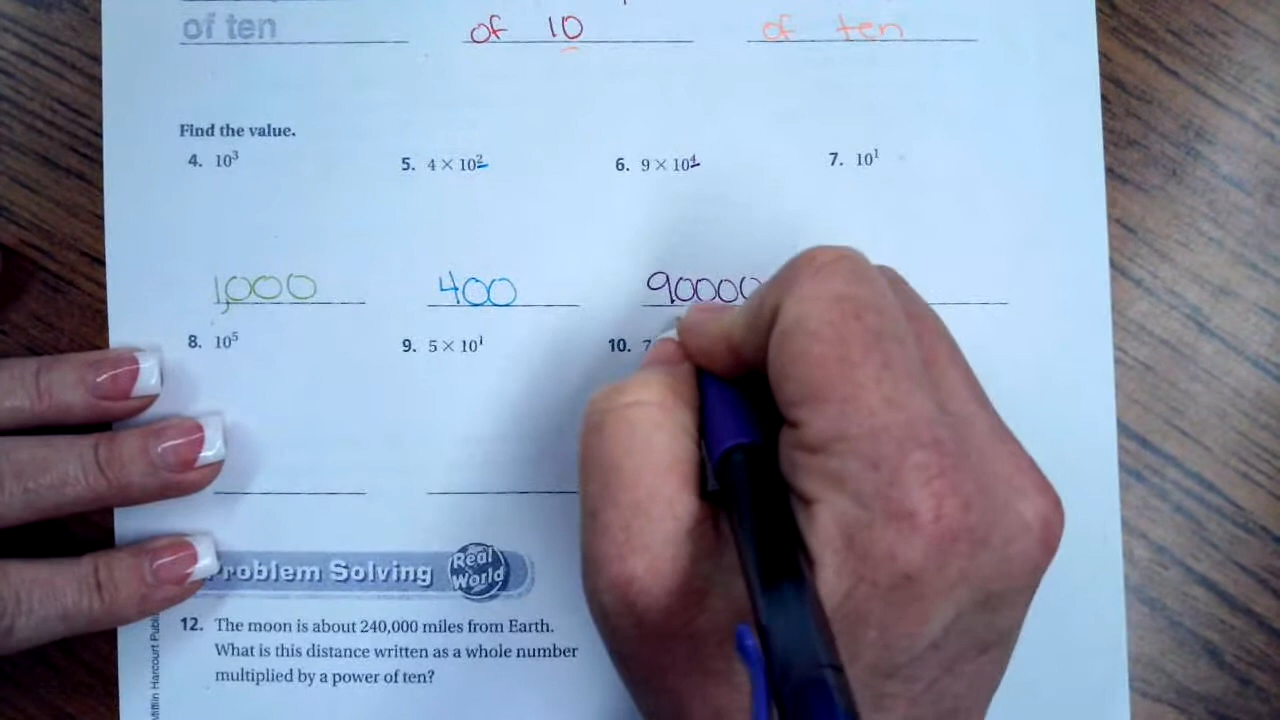 of ten of 10 of ten
Find the value.
4. 10³ 5. 4 × 10² 6. 9 × 10⁴ 7. 10¹
1,000 400 90000
8. 10⁵ 9. 5 × 10¹ 10. 7
Problem Solving Real World
12. The moon is about 240,000 miles from Earth.
What is this distance written as a whole number
multiplied by a power of ten?